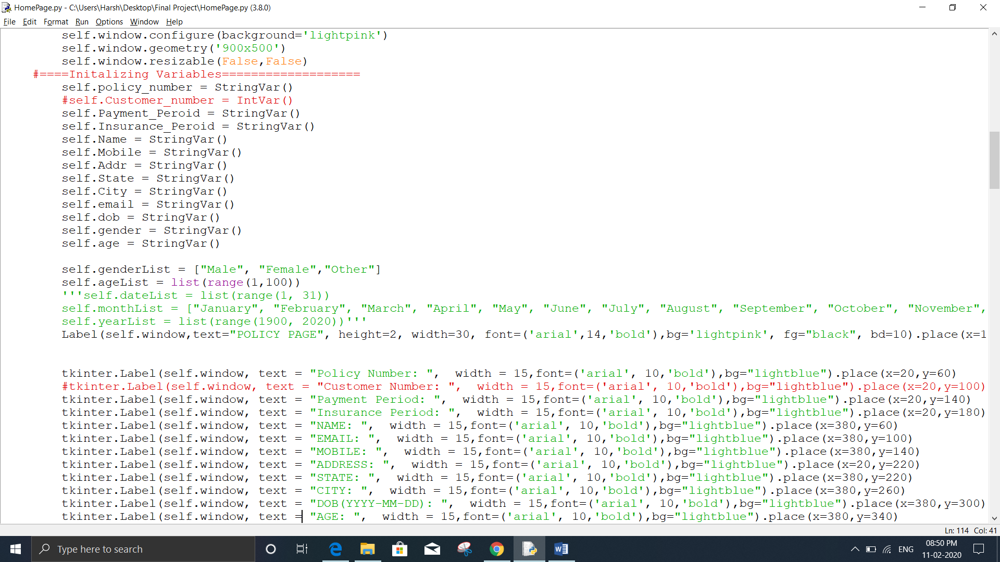 HomePage.py - C:\Users\Harsh\Desktop\Final Project\HomePage.py (3.8.0)
File Edit Format Run Options Window Help
self.window.configure(background='lightpink')
self.window.geometry('900x500')
self.window.resizable(False,False)
#====Initalizing Variables===================
self.policy_number = StringVar()
#self.Customer_number = IntVar()
self.Payment_Peroid = StringVar()
self.Insurance_Peroid = StringVar()
self.Name = StringVar()
self.Mobile = StringVar()
self.Addr = StringVar()
self.State = StringVar()
self.City = StringVar()
self.email = StringVar()
self.dob = StringVar()
self.gender = StringVar()
self.age = StringVar()
self.genderList = ["Male", "Female","Other"]
self.ageList = list(range(1,100))
'''self.dateList = list(range(1, 31))
self.monthList = ["January", "February", "March", "April", "May", "June", "July", "August", "September", "October", "November",
self.yearList = list(range(1900, 2020))'''
Label(self.window,text="POLICY PAGE", height=2, width=30, font=('arial',14,'bold'),bg='lightpink', fg="black", bd=10).place(x=1
tkinter.Label(self.window, text = "Policy Number: ",  width = 15,font=('arial', 10,'bold'),bg="lightblue").place(x=20,y=60)
#tkinter.Label(self.window, text = "Customer Number: ",  width = 15,font=('arial', 10,'bold'),bg="lightblue").place(x=20,y=100)
tkinter.Label(self.window, text = "Payment Period: ",  width = 15,font=('arial', 10,'bold'),bg="lightblue").place(x=20,y=140)
tkinter.Label(self.window, text = "Insurance Period: ",  width = 15,font=('arial', 10,'bold'),bg="lightblue").place(x=20,y=180)
tkinter.Label(self.window, text = "NAME: ",  width = 15,font=('arial', 10,'bold'),bg="lightblue").place(x=380,y=60)
tkinter.Label(self.window, text = "EMAIL: ",  width = 15,font=('arial', 10,'bold'),bg="lightblue").place(x=380,y=100)
tkinter.Label(self.window, text = "MOBILE: ",  width = 15,font=('arial', 10,'bold'),bg="lightblue").place(x=380,y=140)
tkinter.Label(self.window, text = "ADDRESS: ",  width = 15,font=('arial', 10,'bold'),bg="lightblue").place(x=20,y=220)
tkinter.Label(self.window, text = "STATE: ",  width = 15,font=('arial', 10,'bold'),bg="lightblue").place(x=380,y=220)
tkinter.Label(self.window, text = "CITY: ",  width = 15,font=('arial', 10,'bold'),bg="lightblue").place(x=380,y=260)
tkinter.Label(self.window, text = "DOB(YYYY-MM-DD): ",  width = 15,font=('arial', 10,'bold'),bg="lightblue").place(x=380,y=300)
tkinter.Label(self.window, text = "AGE: ",  width = 15,font=('arial', 10,'bold'),bg="lightblue").place(x=380,y=340)
Ln: 114 Col: 41
Type here to search
ENG
08:50 PM
11-02-2020